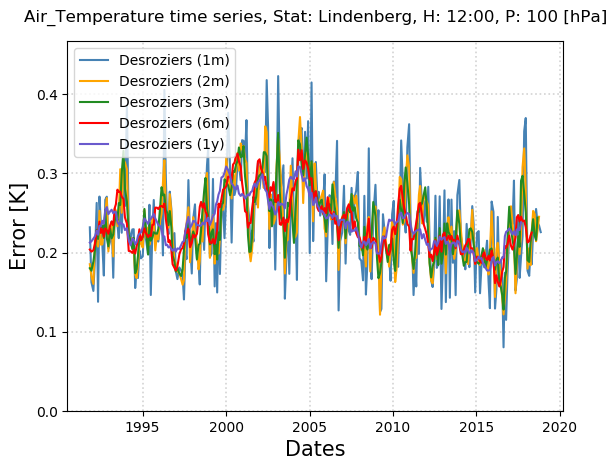 Air_Temperature time series, Stat: Lindenberg, H: 12:00, P: 100 [hPa]
Desroziers (1m)
Desroziers (2m)
Desroziers (3m)
Desroziers (6m)
Desroziers (1y)
Error [K]
0.4
0.3
0.2
0.1
0.0
1995 2000 2005 2010 2015 2020
Dates